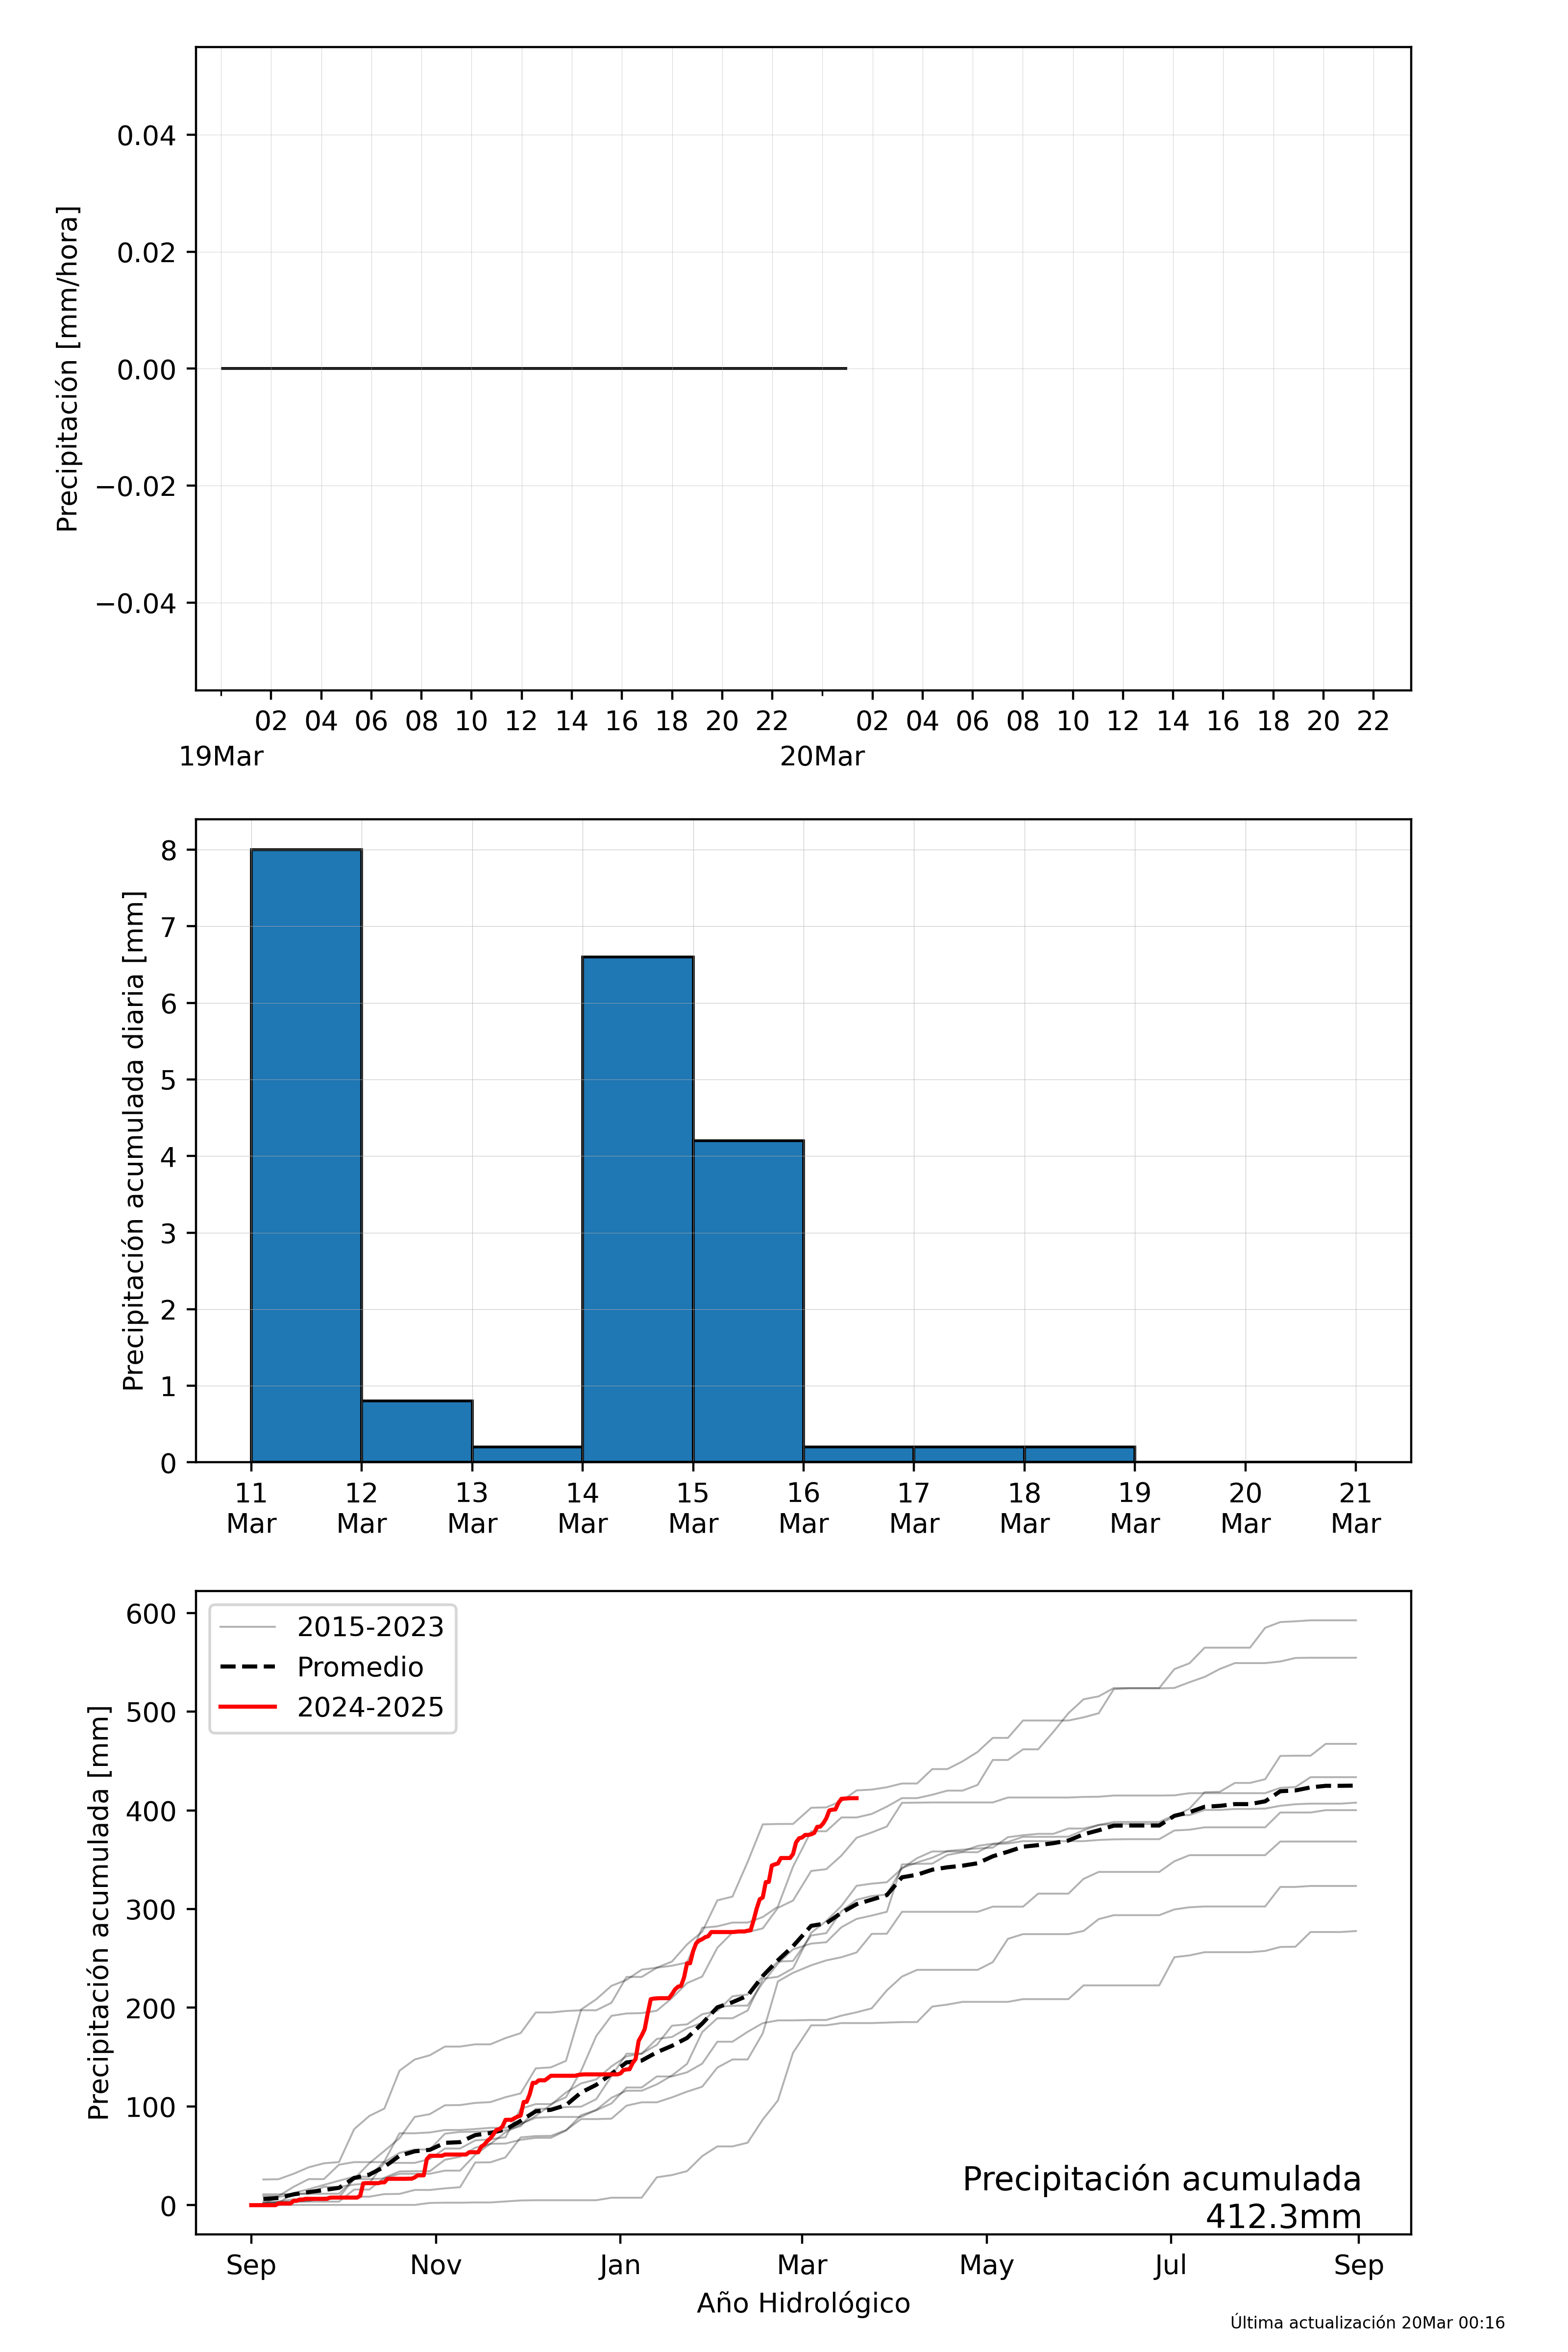 Precipitación [mm/hora]
0.04
0.02
0.00
−0.02
−0.04
02 04 06 08 10 12 14 16 18 20 22 02 04 06 08 10 12 14 16 18 20 22
19Mar 20Mar
Precipitación acumulada diaria [mm]
8
7
6
5
4
3
2
1
0
11 12 13 14 15 16 17 18 19 20 21
Mar Mar Mar Mar Mar Mar Mar Mar Mar Mar Mar
Precipitación acumulada [mm]
600
500
400
300
200
100
0
2015-2023
Promedio
2024-2025
Precipitación acumulada
412.3mm
Sep Nov Jan Mar May Jul Sep
Año Hidrológico
Última actualización 20Mar 00:16